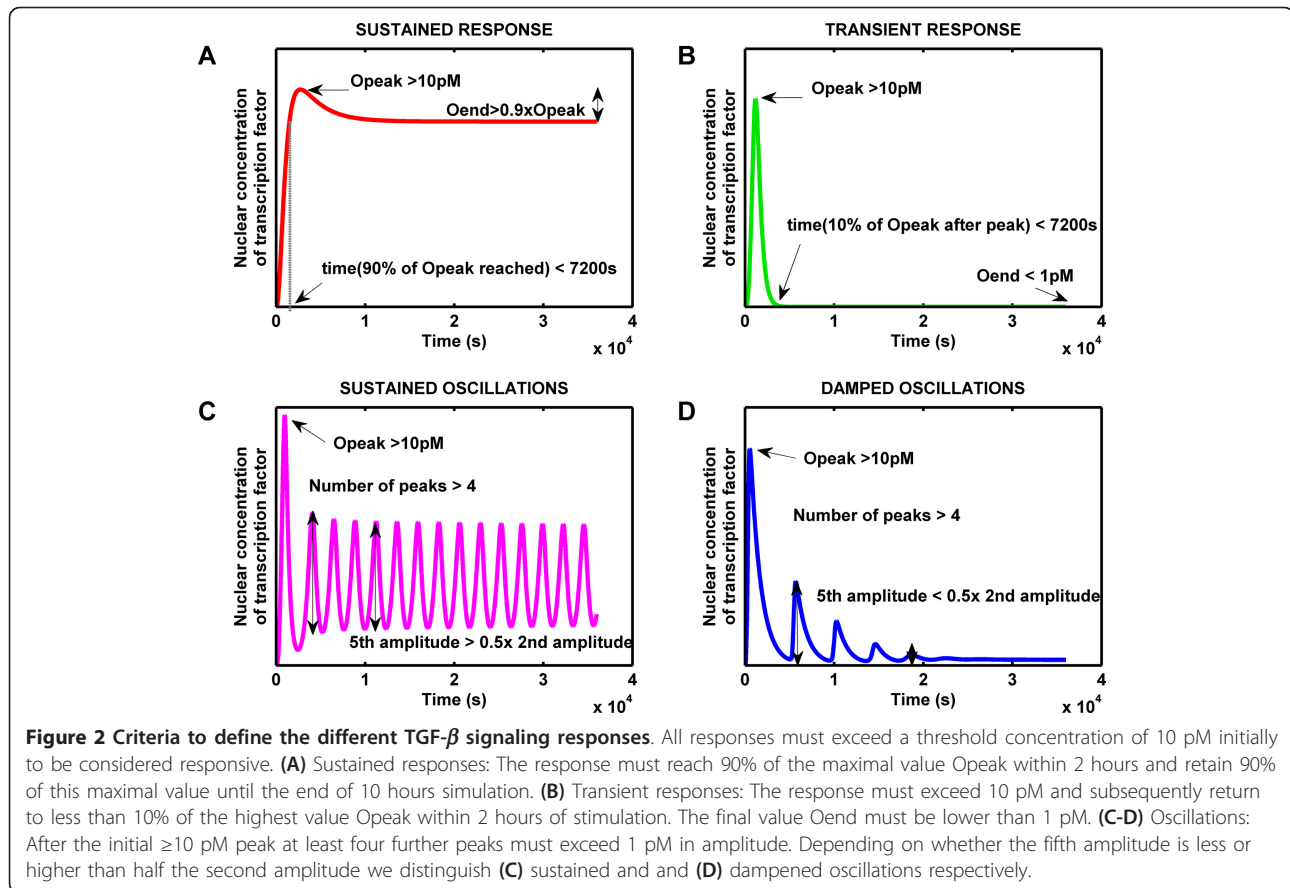 SUSTAINED RESPONSE
A
Opeak >10pM
Oend>0.9xOpeak
time(90% of Opeak reached) < 7200s
Nuclear concentration
of transcription factor
0 1 2 3 4
Time (s)
x 10^4
TRANSIENT RESPONSE
B
Opeak >10pM
time(10% of Opeak after peak) < 7200s
Oend < 1pM
Nuclear concentration
of transcription factor
0 1 2 3 4
Time (s)
x 10^4
SUSTAINED OSCILLATIONS
C
Opeak >10pM
Number of peaks > 4
5th amplitude > 0.5x 2nd amplitude
Nuclear concentration
of transcription factor
0 1 2 3 4
Time (s)
x 10^4
DAMPED OSCILLATIONS
D
Opeak >10pM
Number of peaks > 4
5th amplitude < 0.5x 2nd amplitude
Nuclear concentration
of transcription factor
0 1 2 3 4
Time (s)
x 10^4
Figure 2 Criteria to define the different TGF-β signaling responses. All responses must exceed a threshold concentration of 10 pM initially
to be considered responsive. (A) Sustained responses: The response must reach 90% of the maximal value Opeak within 2 hours and retain 90%
of this maximal value until the end of 10 hours simulation. (B) Transient responses: The response must exceed 10 pM and subsequently return
to less than 10% of the highest value Opeak within 2 hours of stimulation. The final value Oend must be lower than 1 pM. (C-D) Oscillations:
After the initial ≥10 pM peak at least four further peaks must exceed 1 pM in amplitude. Depending on whether the fifth amplitude is less or
higher than half the second amplitude we distinguish (C) sustained and and (D) dampened oscillations respectively.